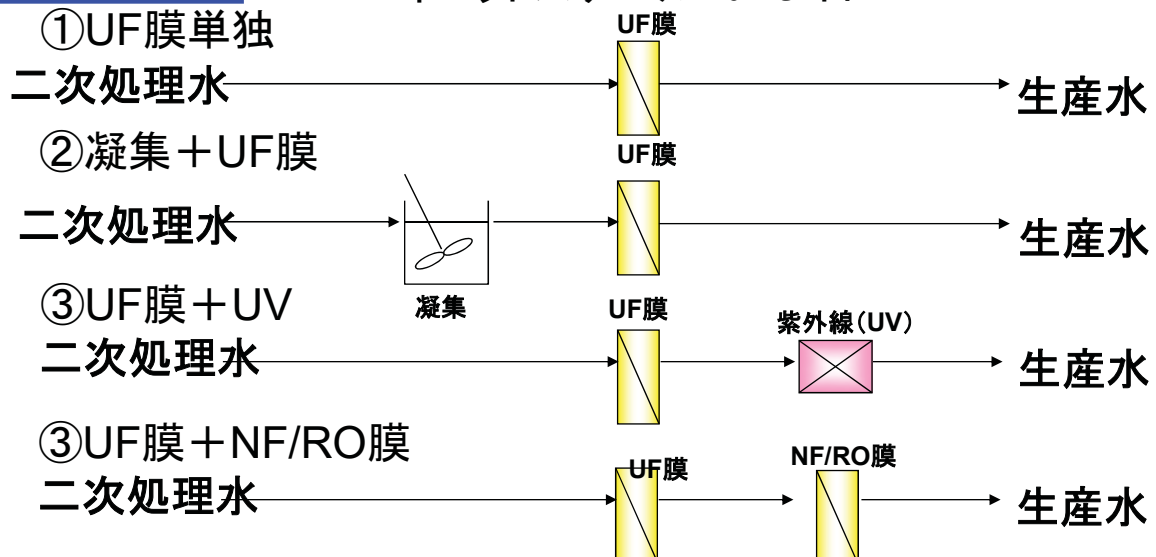 ①UF膜単独
UF膜
二次処理水
生産水
②凝集＋UF膜
UF膜
二次処理水
生産水
凝集
③UF膜＋UV
UF膜
紫外線（UV）
二次処理水
生産水
③UF膜＋NF/RO膜
UF膜
NF/RO膜
二次処理水
生産水